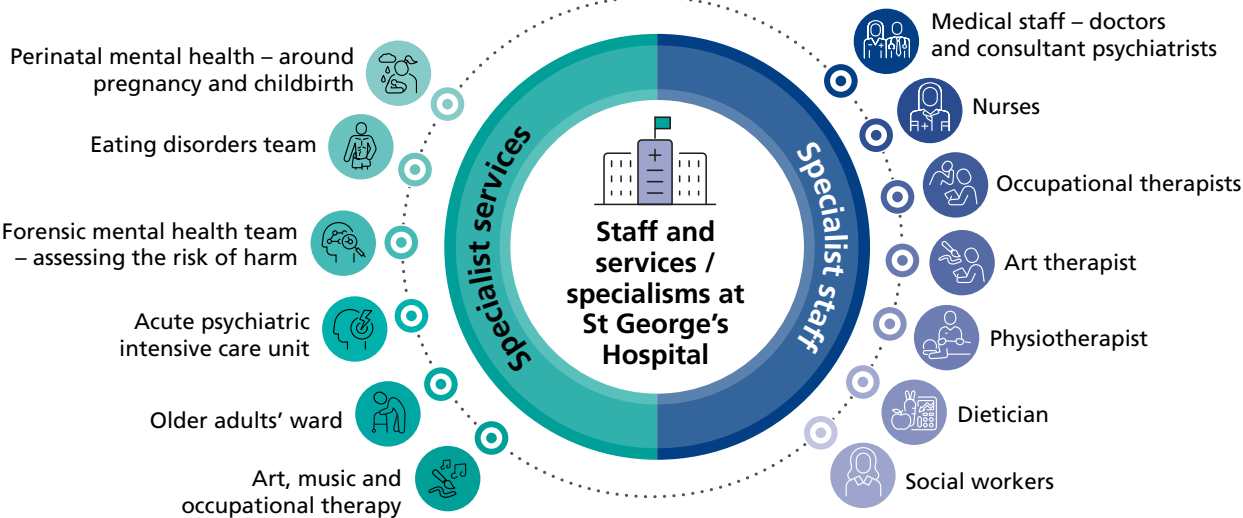 Perinatal mental health – around
pregnancy and childbirth
Eating disorders team
Forensic mental health team
– assessing the risk of harm
Acute psychiatric
intensive care unit
Older adults’ ward
Art, music and
occupational therapy
Specialist services
Staff and
services /
specialisms at
St George’s
Hospital
Specialist staff
Medical staff – doctors
and consultant psychiatrists
Nurses
Occupational therapists
Art therapist
Physiotherapist
Dietician
Social workers